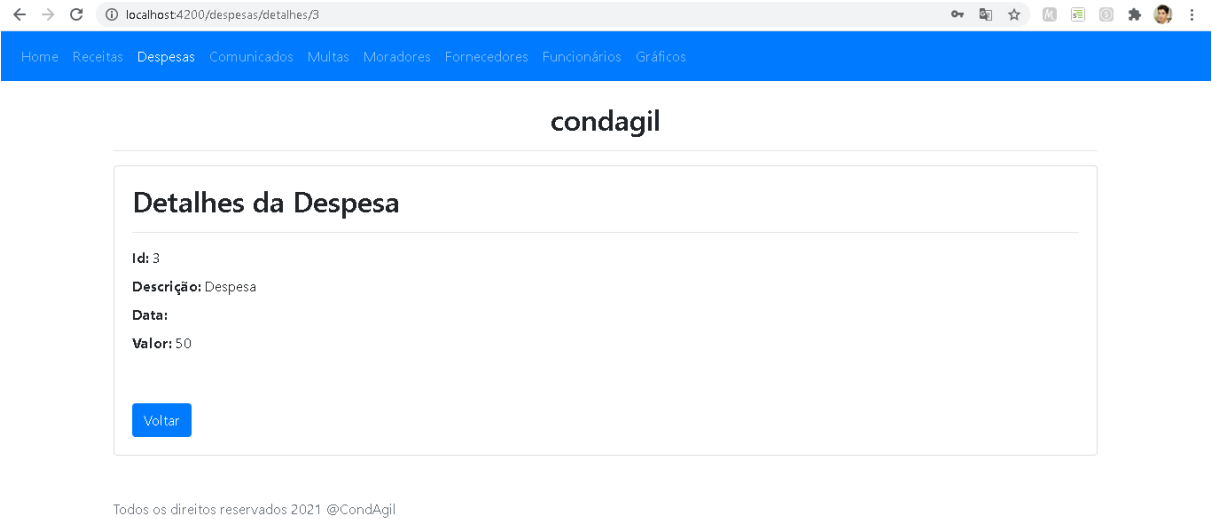 localhost:4200/despesas/detalhes/3
Home Receitas Despesas Comunicados Multas Moradores Fornecedores Funcionários Gráficos
condagil
Detalhes da Despesa
Id: 3
Descrição: Despesa
Data:
Valor: 50
Voltar
Todos os direitos reservados 2021 @CondAgil